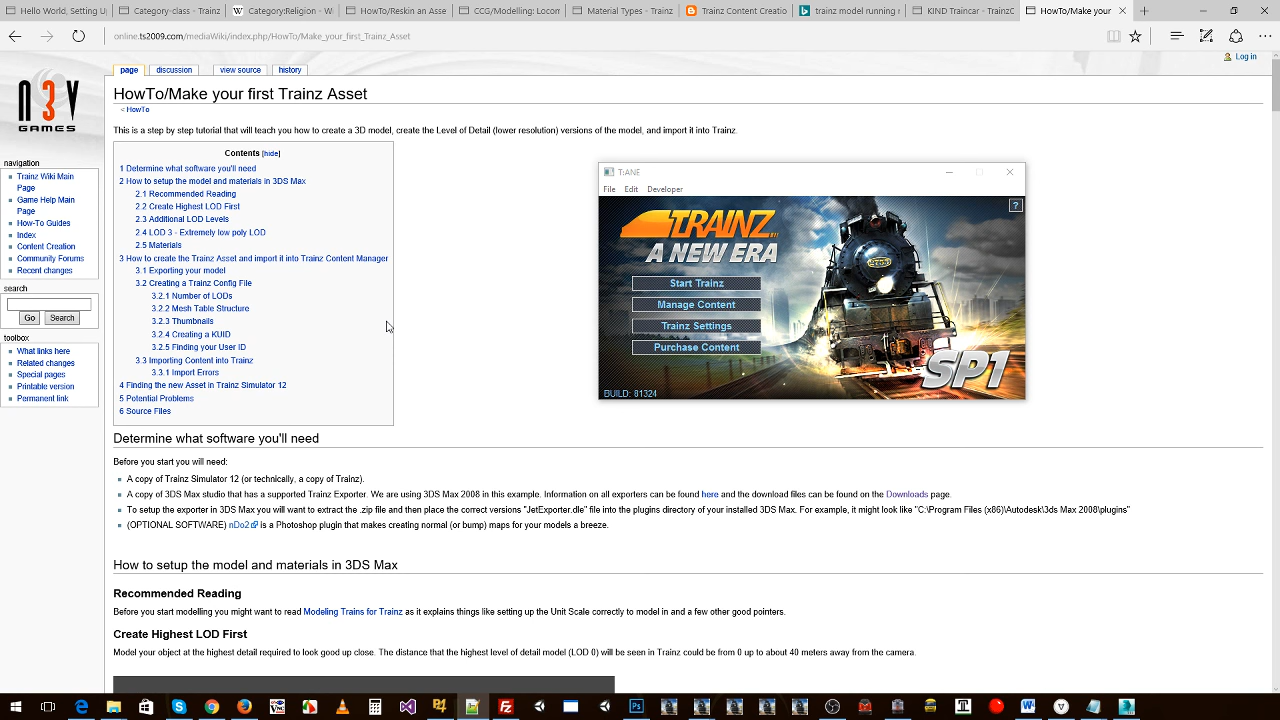 Hello World, Started
Category-class - Trainz
Category:Religion - Wi
HowTo/Reskin an Asse
CCG/Modelling: Locom
Material Types - Trainz
Trainz Content Creatio
trainz model running n
KIND Traincar - TrainzO
HowTo/Make your
online.ts2009.com/mediaWiki/index.php/HowTo/Make_your_first_Trainz_Asset
page
discussion
view source
history
Log in
N3V
GAMES
HowTo/Make your first Trainz Asset
< HowTo
This is a step by step tutorial that will teach you how to create a 3D model, create the Level of Detail (lower resolution) versions of the model, and import it into Trainz.
navigation
Trainz Wiki Main
Page
Game Help Main
Page
How-To Guides
Index
Content Creation
Community Forums
Recent changes
search
Go
Search
toolbox
What links here
Related changes
Special pages
Printable version
Permanent link
Contents [hide]
1 Determine what software you'll need
2 How to setup the model and materials in 3DS Max
2.1 Recommended Reading
2.2 Create Highest LOD First
2.3 Additional LOD Levels
2.4 LOD 3 - Extremely low poly LOD
2.5 Materials
3 How to create the Trainz Asset and import it into Trainz Content Manager
3.1 Exporting your model
3.2 Creating a Trainz Config File
3.2.1 Number of LODs
3.2.2 Mesh Table Structure
3.2.3 Thumbnails
3.2.4 Creating a KUID
3.2.5 Finding your User ID
3.3 Importing Content into Trainz
3.3.1 Import Errors
4 Finding the new Asset in Trainz Simulator 12
5 Potential Problems
6 Source Files
T:ANE
File Edit Developer
?
TRAINZ
A NEW ERA
Start Trainz
Manage Content
Trainz Settings
Purchase Content
SP1
BUILD: 81324
Determine what software you'll need
Before you start you will need:
A copy of Trainz Simulator 12 (or technically, a copy of Trainz).
A copy of 3DS Max studio that has a supported Trainz Exporter. We are using 3DS Max 2008 in this example. Information on all exporters can be found here and the download files can be found on the Downloads page.
To setup the exporter in 3DS Max you will want to extract the .zip file and then place the correct versions "JetExporter.dle" file into the plugins directory of your installed 3DS Max. For example, it might look like "C:\Program Files (x86)\Autodesk\3ds Max 2008\plugins"
(OPTIONAL SOFTWARE) nDo2 is a Photoshop plugin that makes creating normal (or bump) maps for your models a breeze.
How to setup the model and materials in 3DS Max
Recommended Reading
Before you start modelling you might want to read Modeling Trains for Trainz as it explains things like setting up the Unit Scale correctly to model in and a few other good pointers.
Create Highest LOD First
Model your object at the highest detail required to look good up close. The distance that the highest level of detail model (LOD 0) will be seen in Trainz could be from 0 up to about 40 meters away from the camera.